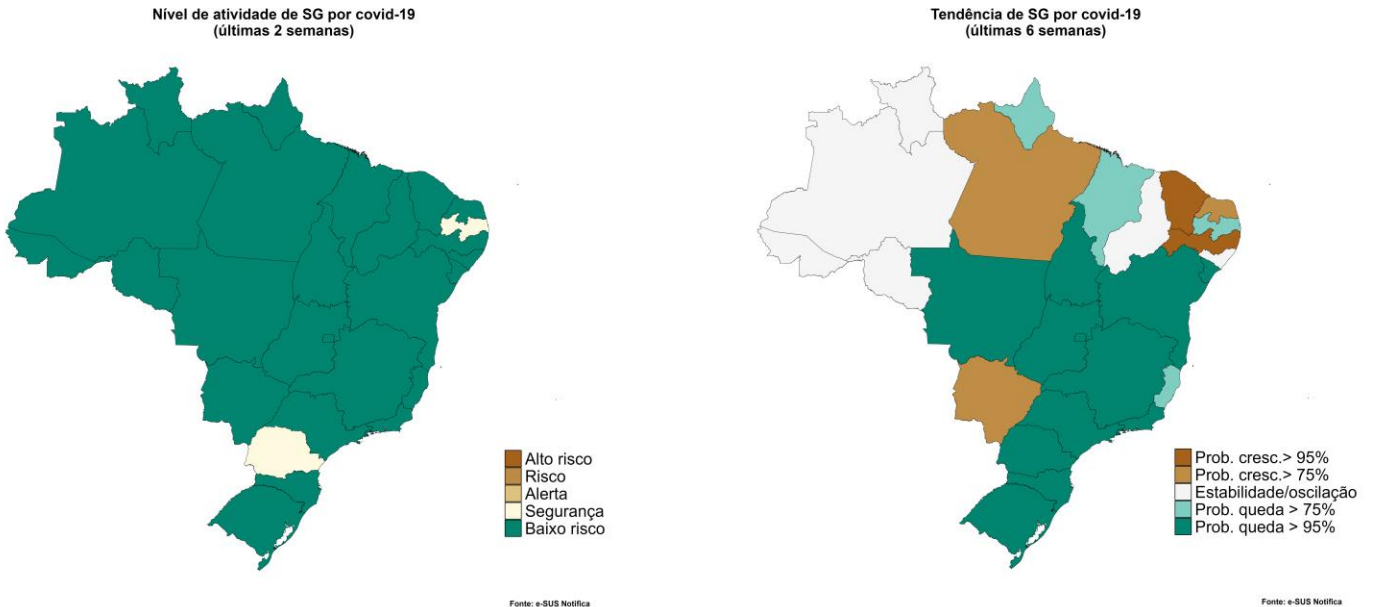 Nível de atividade de SG por covid-19
(últimas 2 semanas)
Alto risco
Risco
Alerta
Segurança
Baixo risco
Fonte: e-SUS Notifica
Tendência de SG por covid-19
(últimas 6 semanas)
Prob. cresc.> 95%
Prob. cresc.> 75%
Estabilidade/oscilação
Prob. queda > 75%
Prob. queda > 95%
Fonte: e-SUS Notifica